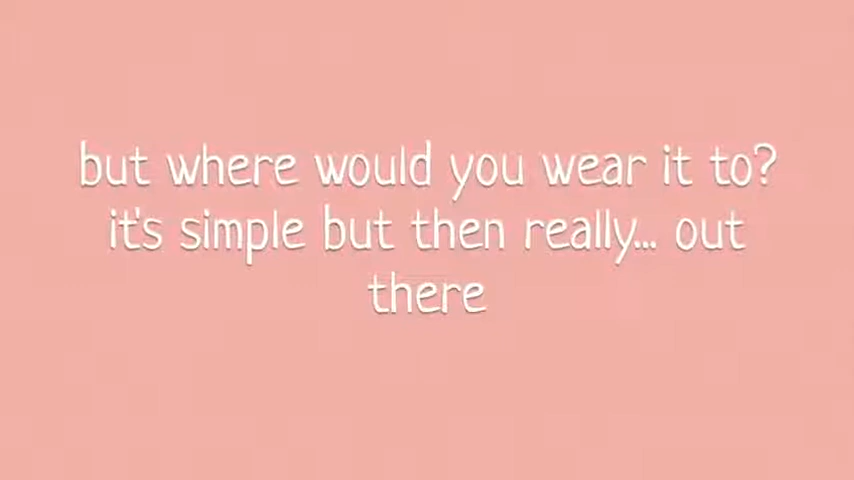 but where would you wear it to?
it's simple but then really... out
there